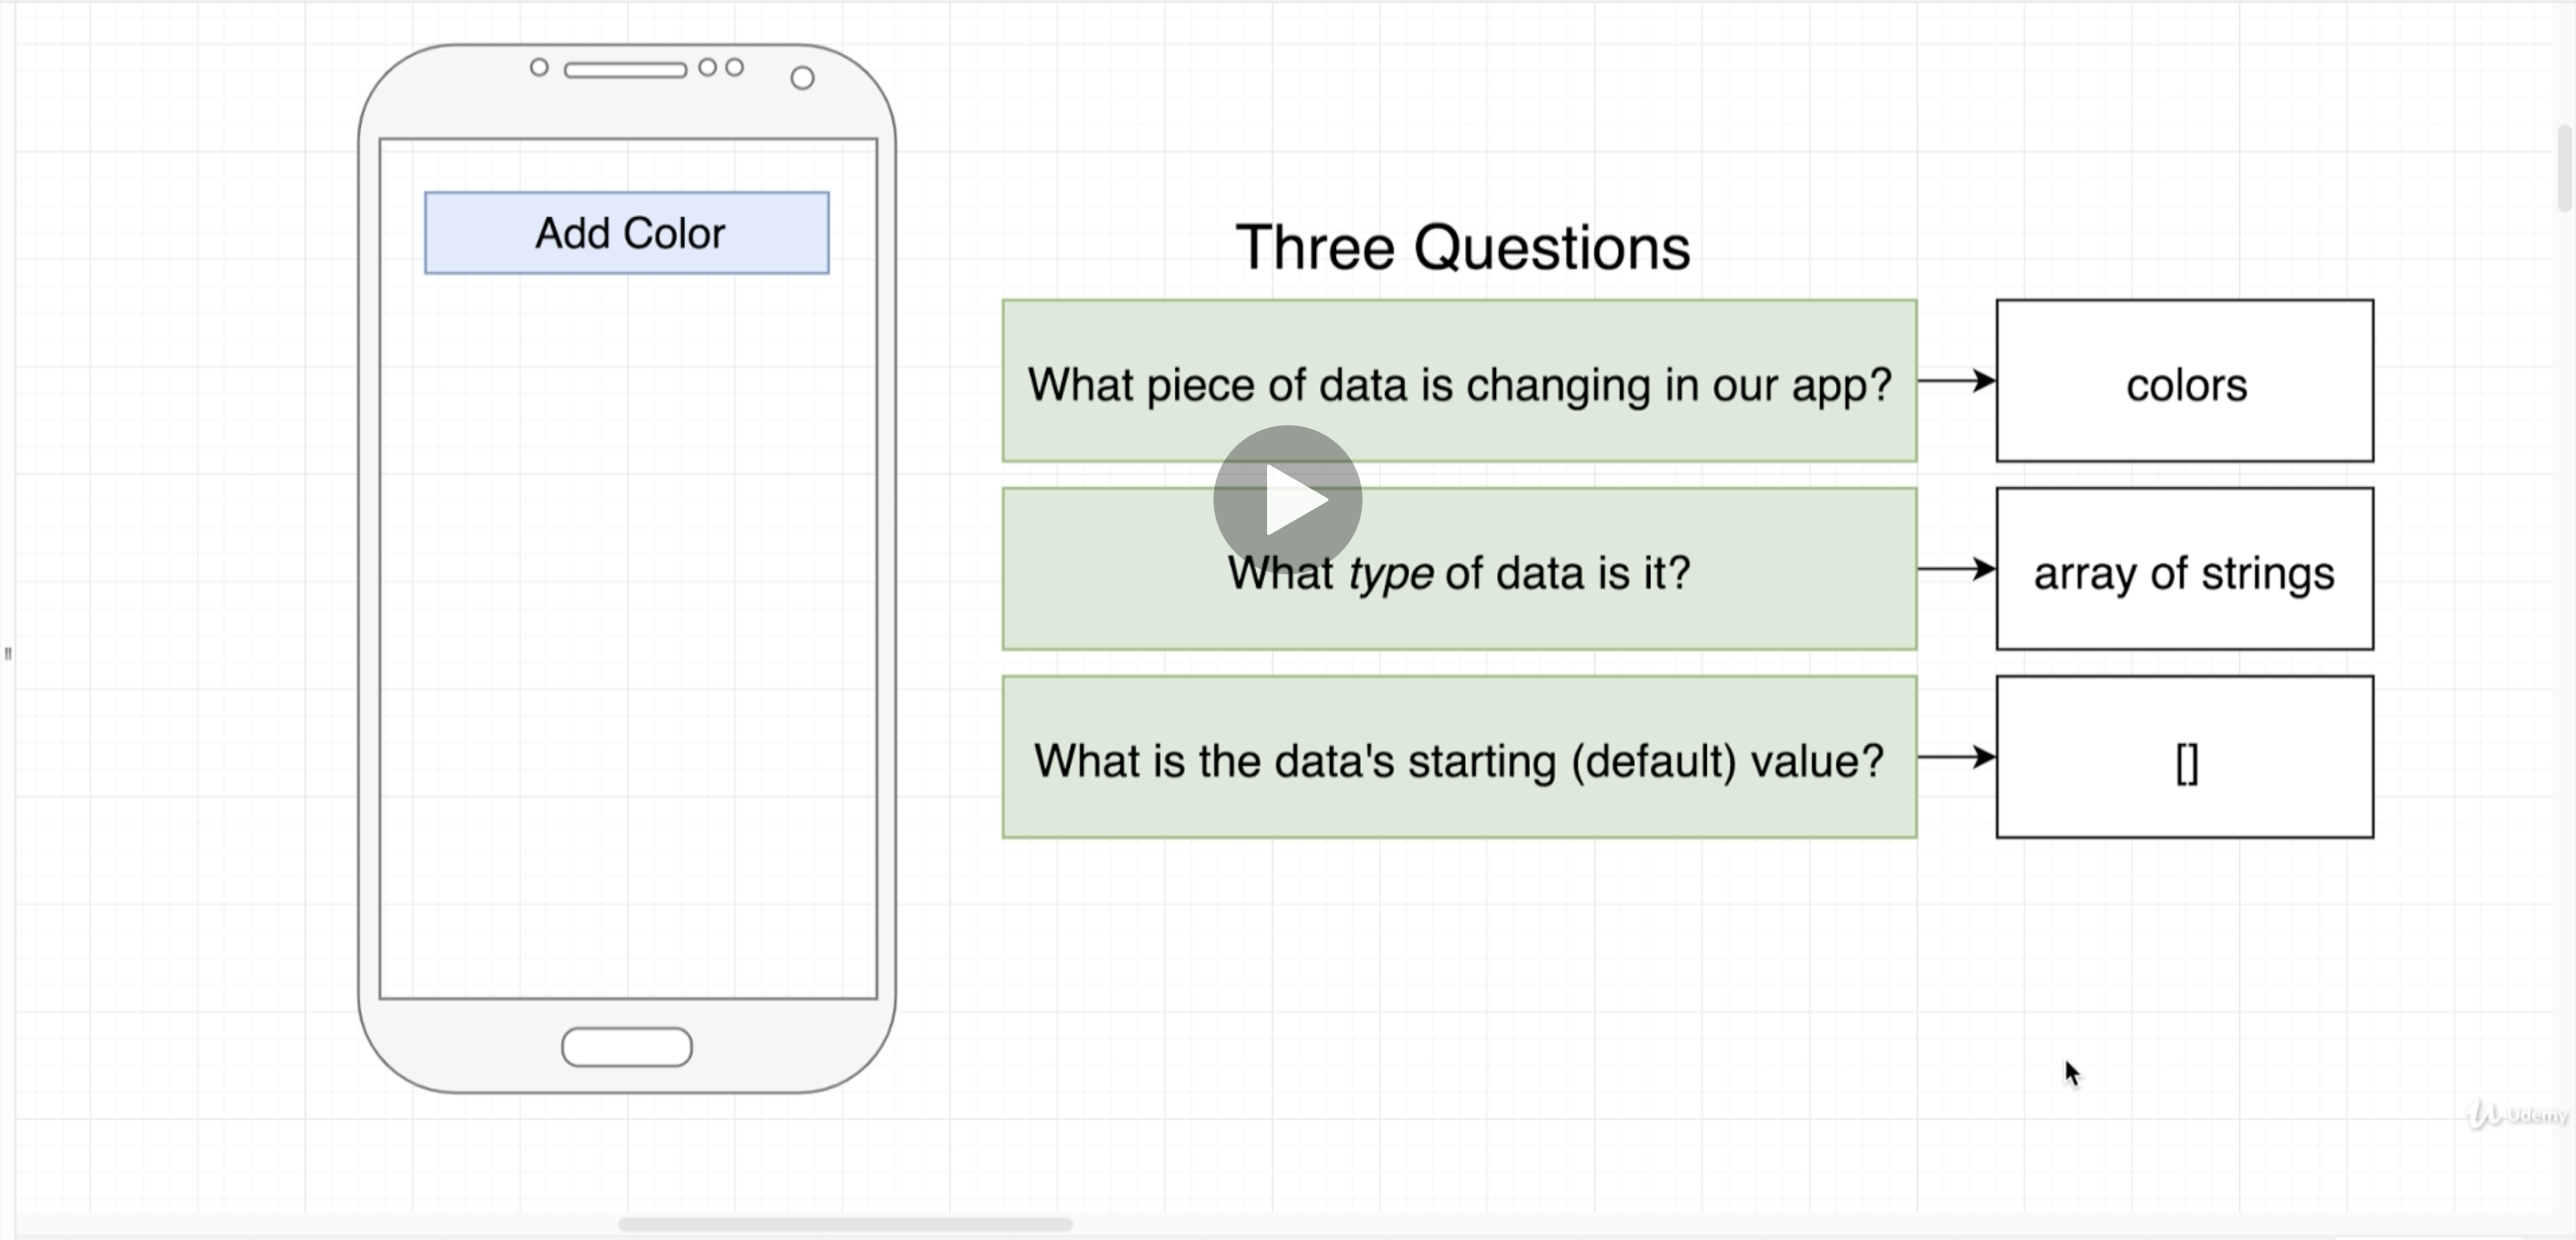 Add Color
Three Questions
What piece of data is changing in our app?
colors
What type of data is it?
array of strings
What is the data's starting (default) value?
[]
Udemy